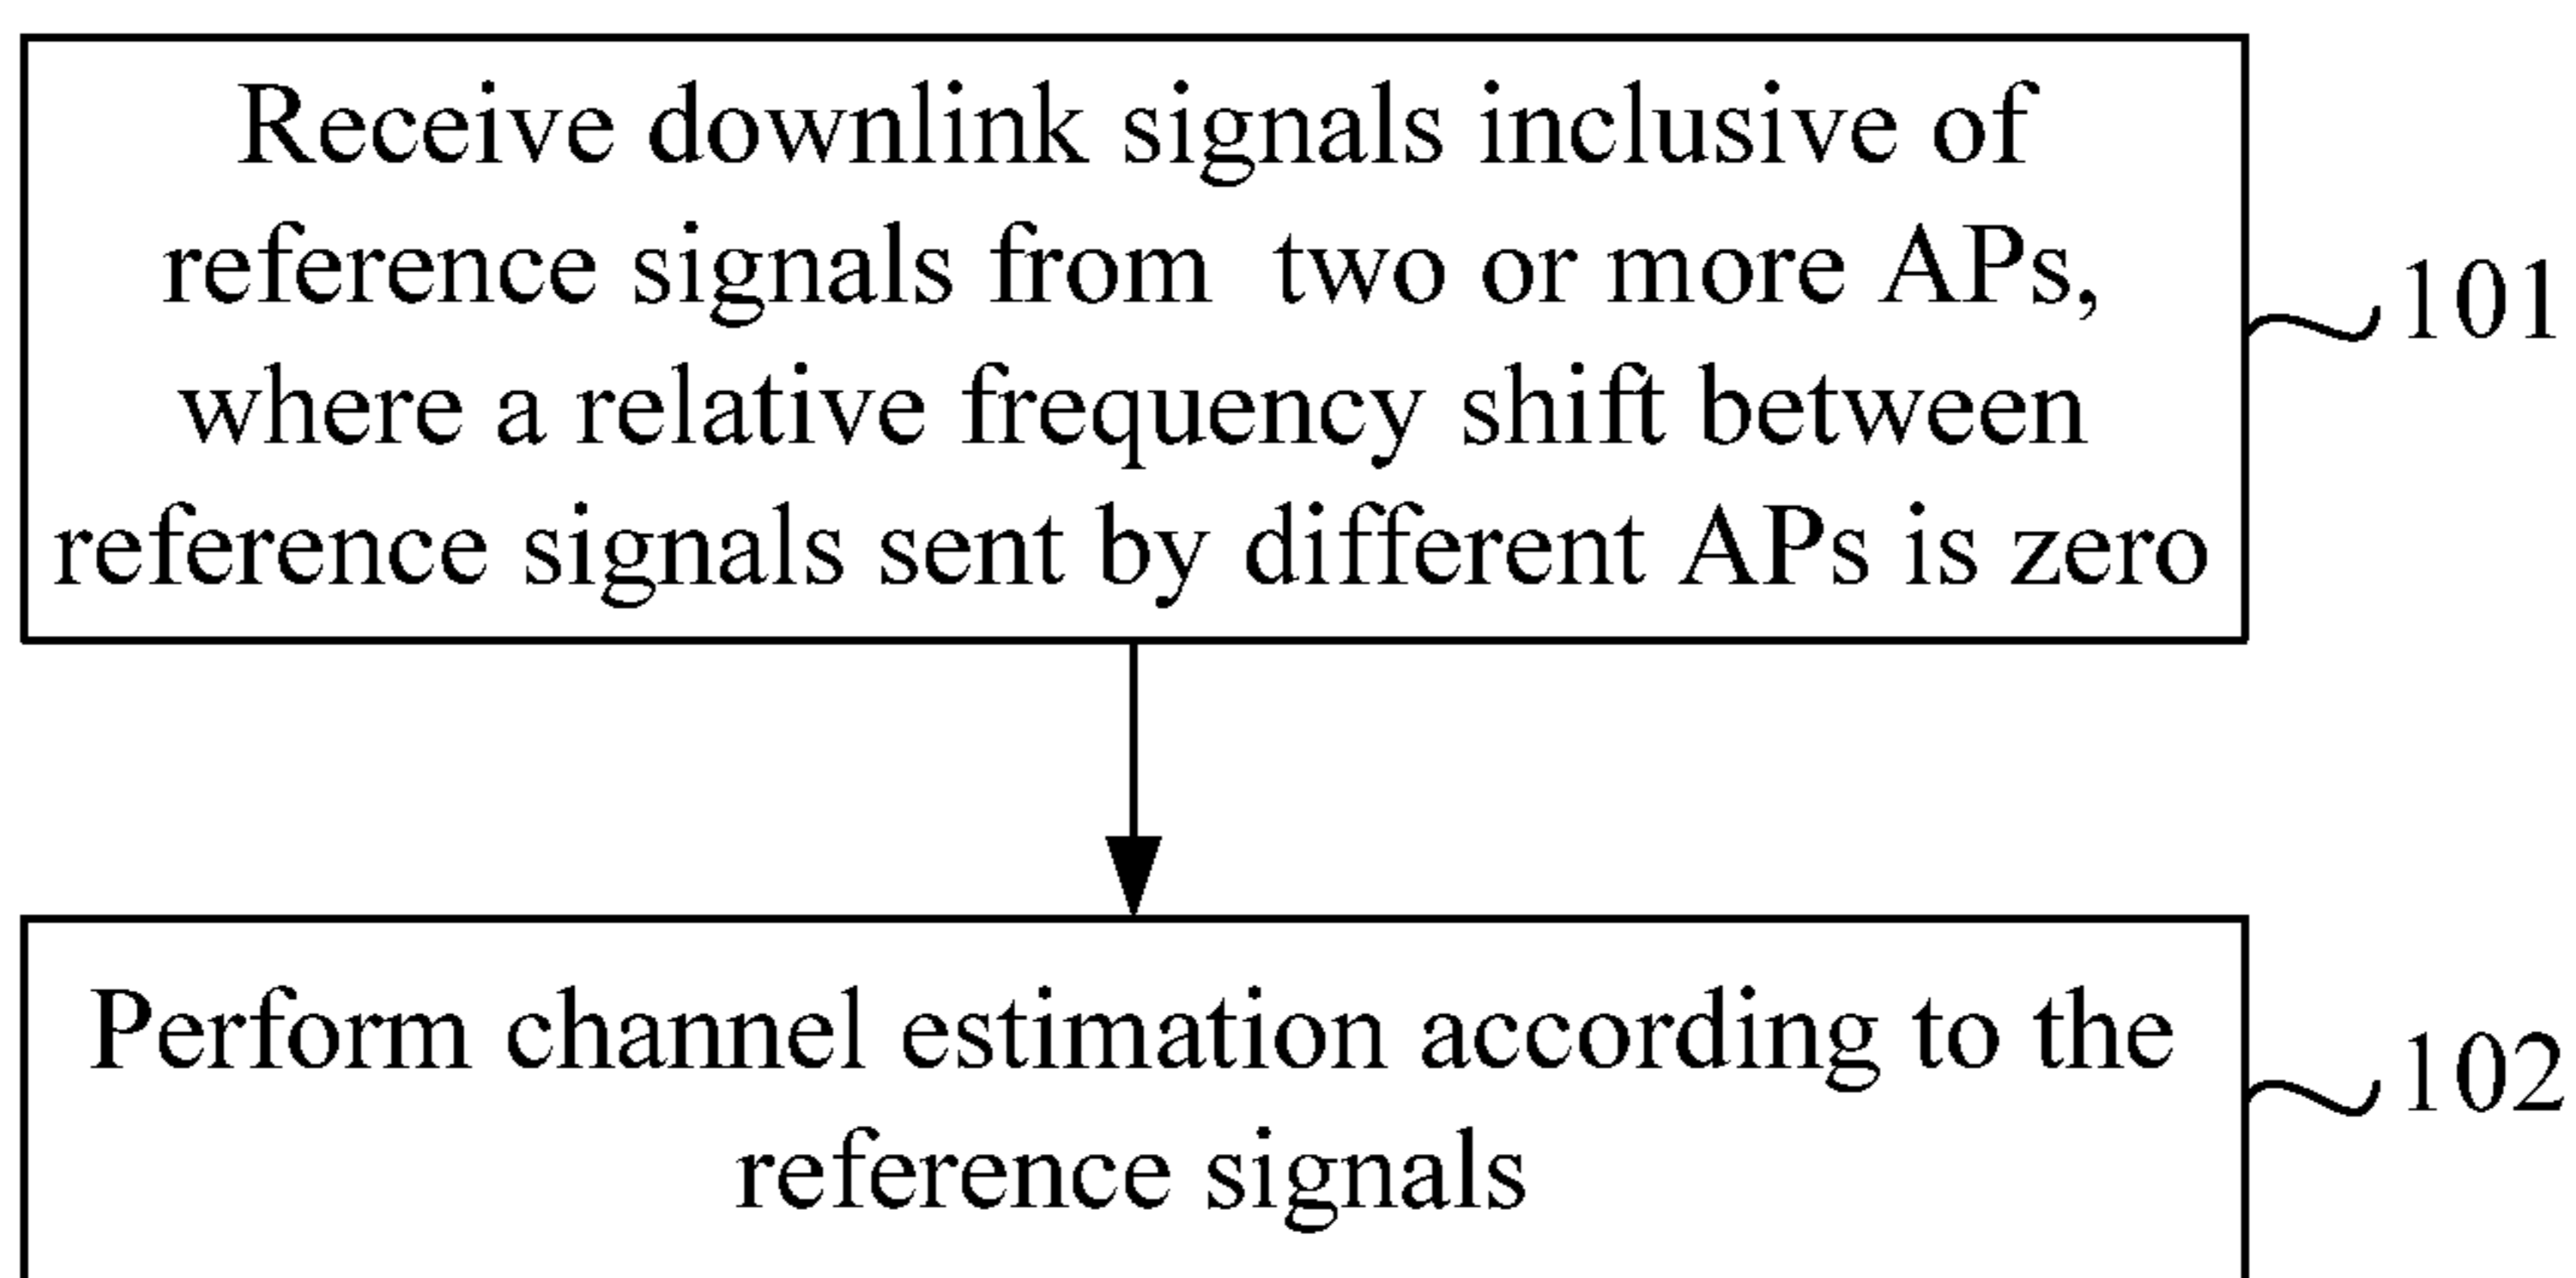 Receive downlink signals inclusive of
reference signals from two or more APs,
where a relative frequency shift between
reference signals sent by different APs is zero
101
Perform channel estimation according to the
reference signals
102